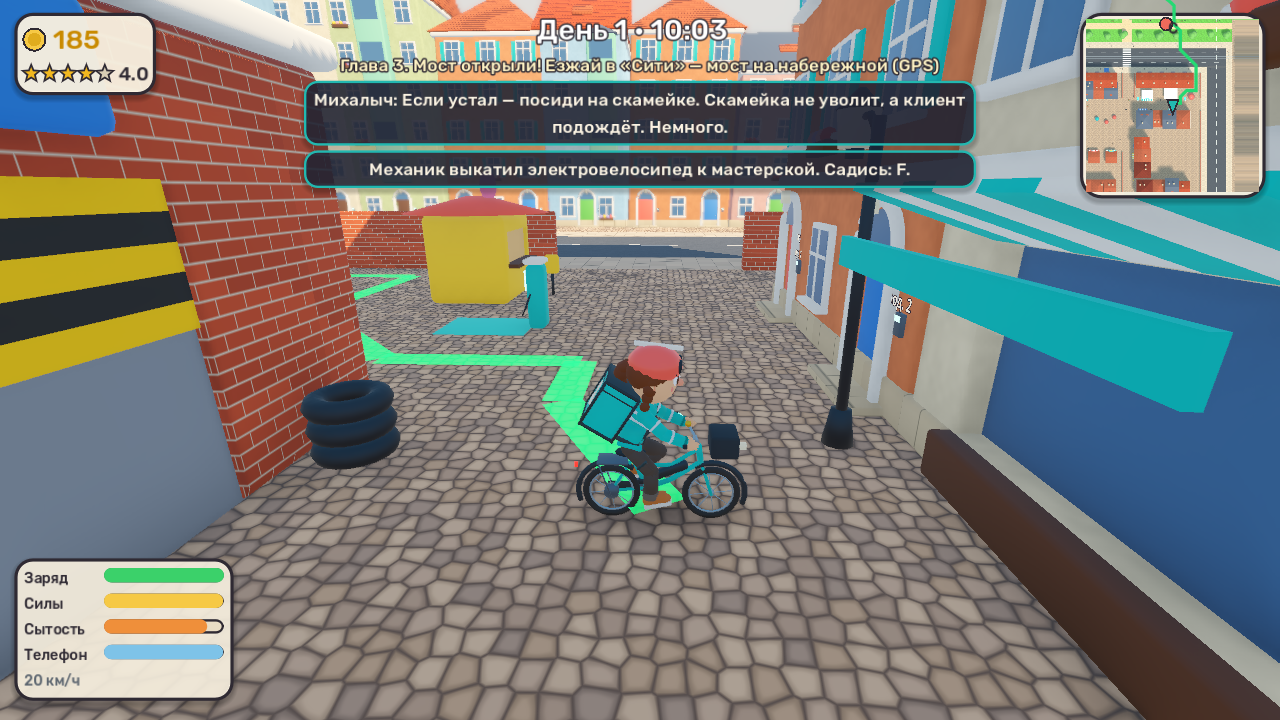 185
4.0
День 1 • 10:03
Глава 3. Мост открыли! Езжай в «Сити» — мост на набережной (GPS)
Михалыч: Если устал — посиди на скамейке. Скамейка не уволит, а клиент
подождёт. Немного.
Механик выкатил электровелосипед к мастерской. Садись: F.
Заряд
Силы
Сытость
Телефон
20 км/ч